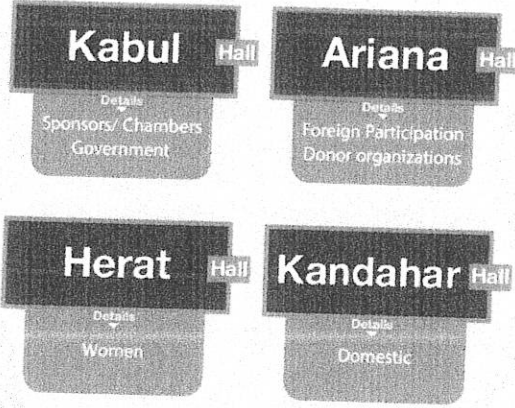 Kabul Hall
Details
Sponsors/ Chambers
Government
Ariana Hall
Details
Foreign Participation
Donor organizations
Herat Hall
Details
Women
Kandahar Hall
Details
Domestic